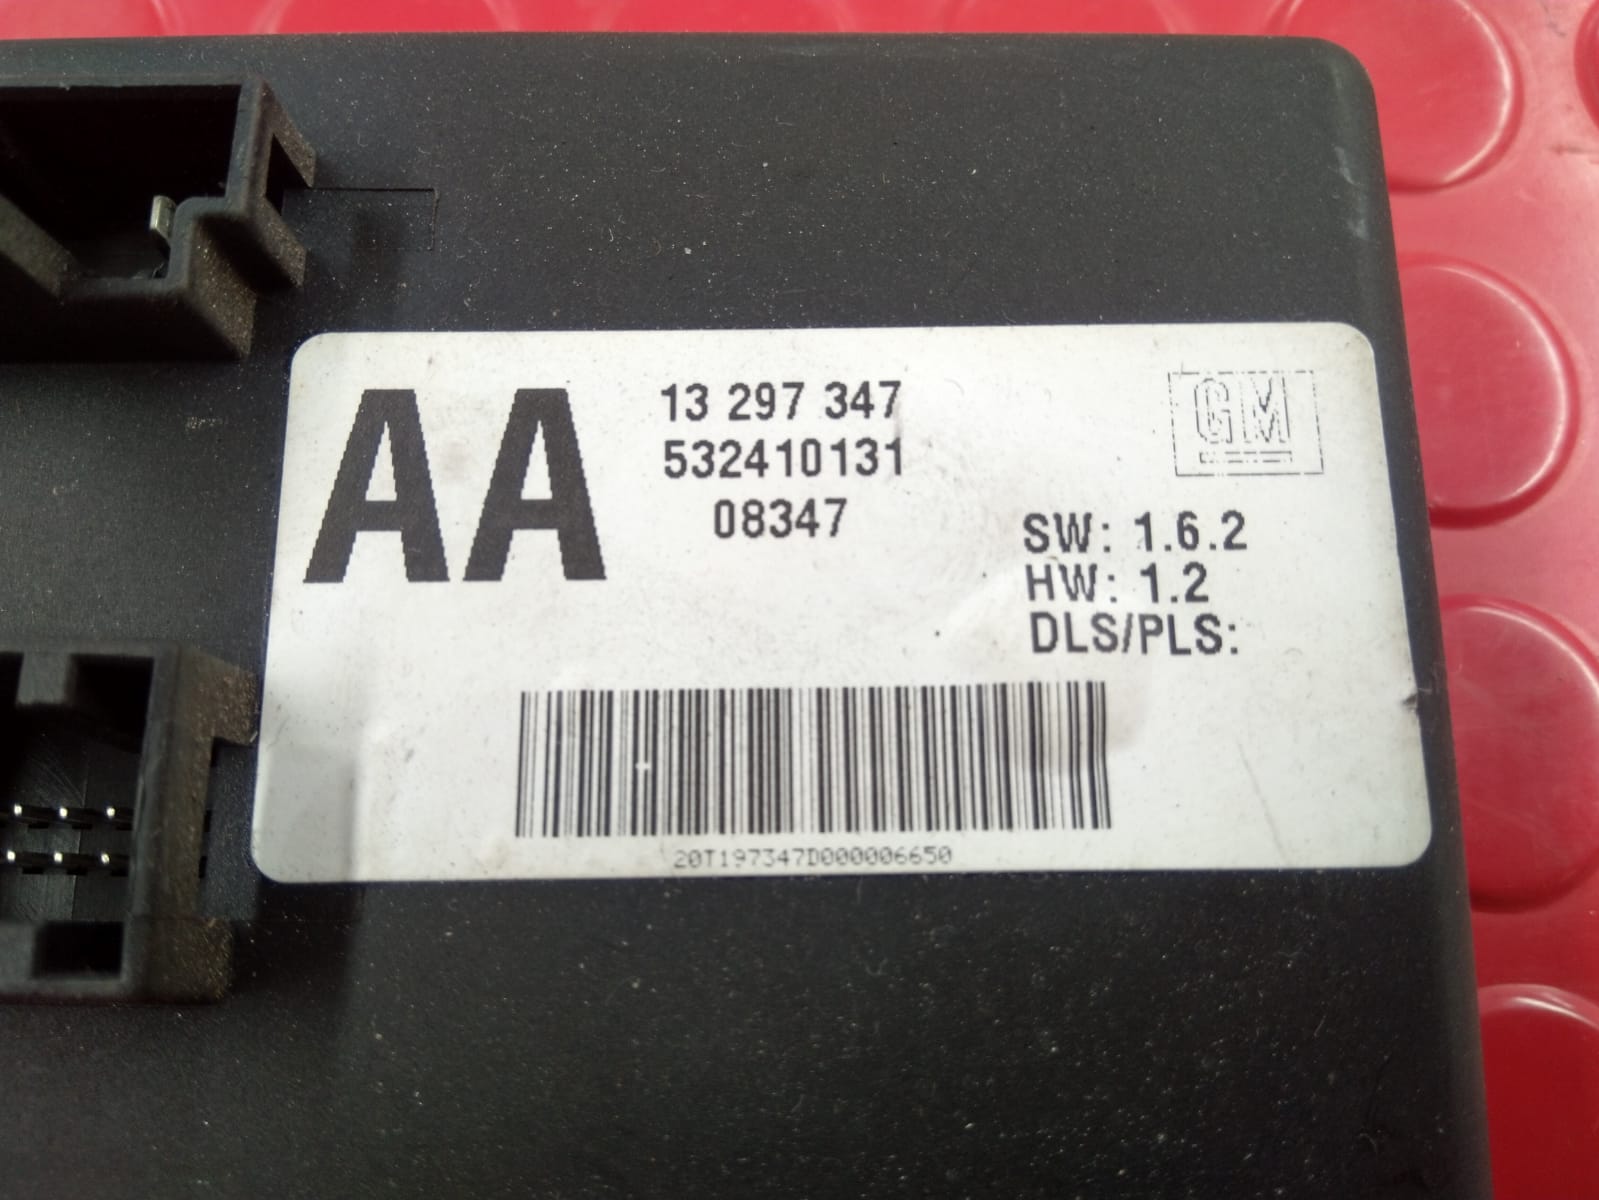 AA
13 297 347
532410131
08347
GM
SW: 1.6.2
HW: 1.2
DLS/PLS:
20T197347D000006650